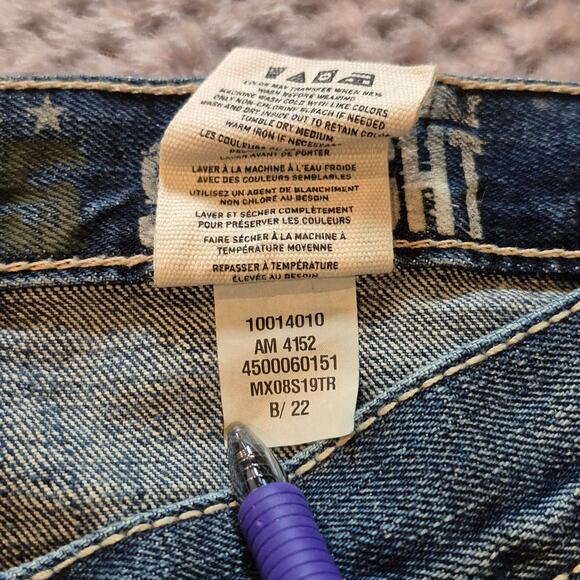 COLOR MAY TRANSFER WHEN NEW
WASH BEFORE WEARING
MACHINE WASH COLD WITH LIKE COLORS
ONLY NON-CHLORINE BLEACH IF NEEDED
WASH AND DRY INSIDE OUT TO RETAIN COLOR
TUMBLE DRY MEDIUM
WARM IRON IF NECESSARY
LES COULEURS
LAVER AVANT DE PORTER
LAVER À LA MACHINE À L'EAU FROIDE
AVEC DES COULEURS SEMBLABLES
UTILISEZ UN AGENT DE BLANCHIMENT
NON CHLORÉ AU BESOIN
LAVER ET SÉCHER COMPLÈTEMENT
POUR PRÉSERVER LES COULEURS
FAIRE SÉCHER À LA MACHINE À
TEMPÉRATURE MOYENNE
REPASSER À TEMPÉRATURE
ÉLEVÉE AU BESOIN
HT
10014010
AM 4152
4500060151
MX08S19TR
B/ 22